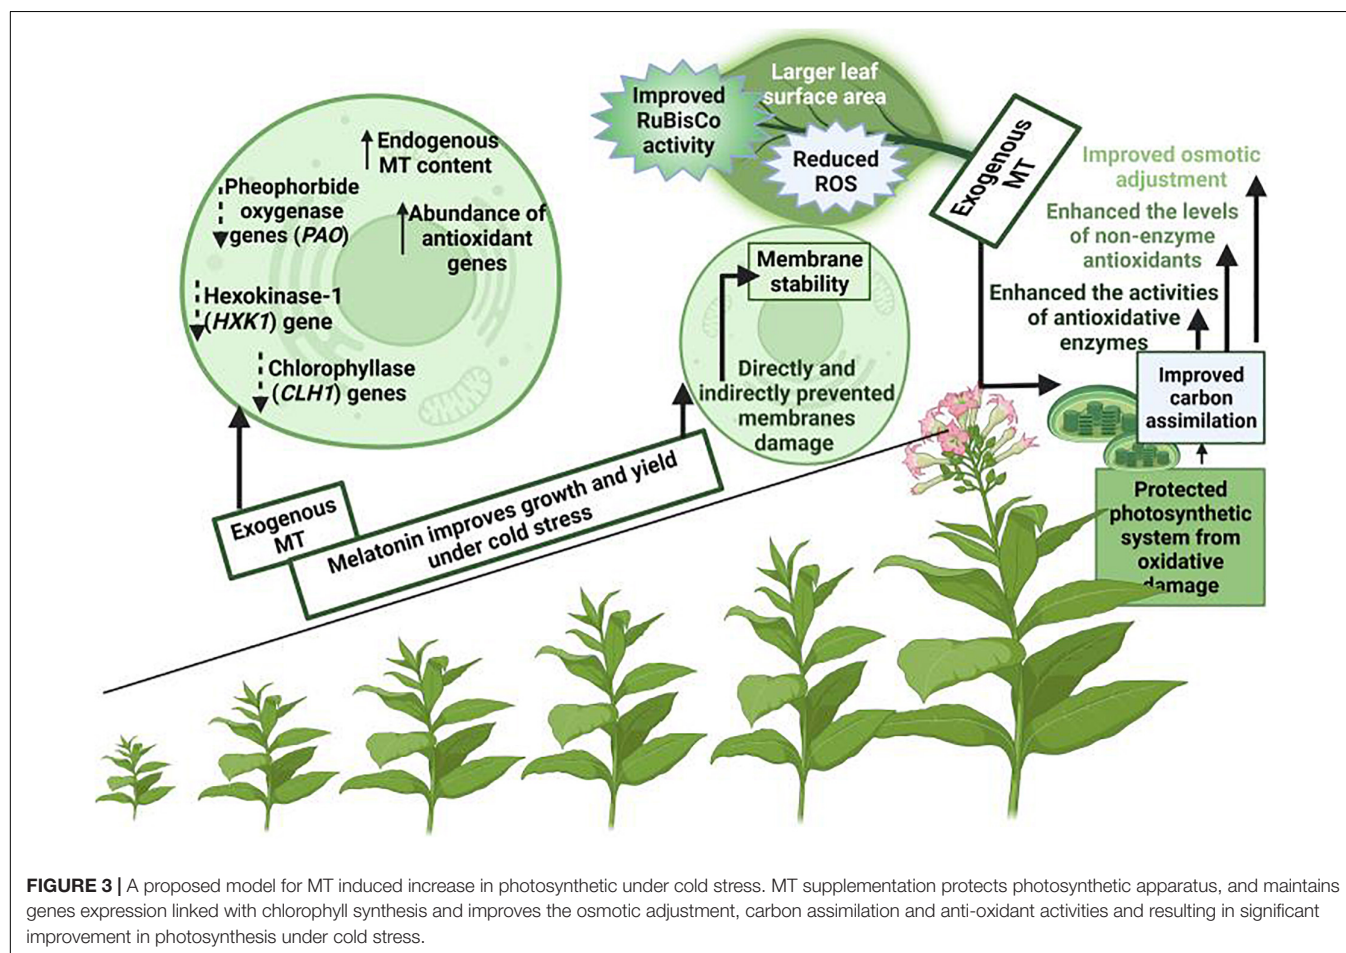 Larger leaf
surface area
Improved
RuBisCo
activity
Reduced
ROS
Exogenous
MT
Endogenous
MT content
Pheophorbide
oxygenase
genes (PAO)
Abundance of
antioxidant
genes
Hexokinase-1
(HXK1) gene
Chlorophyllase
(CLH1) genes
Membrane
stability
Directly and
indirectly prevented
membranes
damage
Improved osmotic
adjustment
Enhanced the levels
of non-enzyme
antioxidants
Enhanced the activities
of antioxidative
enzymes
Improved
carbon
assimilation
Protected
photosynthetic
system from
oxidative
damage
Exogenous
MT
Melatonin improves growth and yield
under cold stress
FIGURE 3 | A proposed model for MT induced increase in photosynthetic under cold stress. MT supplementation protects photosynthetic apparatus, and maintains
genes expression linked with chlorophyll synthesis and improves the osmotic adjustment, carbon assimilation and anti-oxidant activities and resulting in significant
improvement in photosynthesis under cold stress.